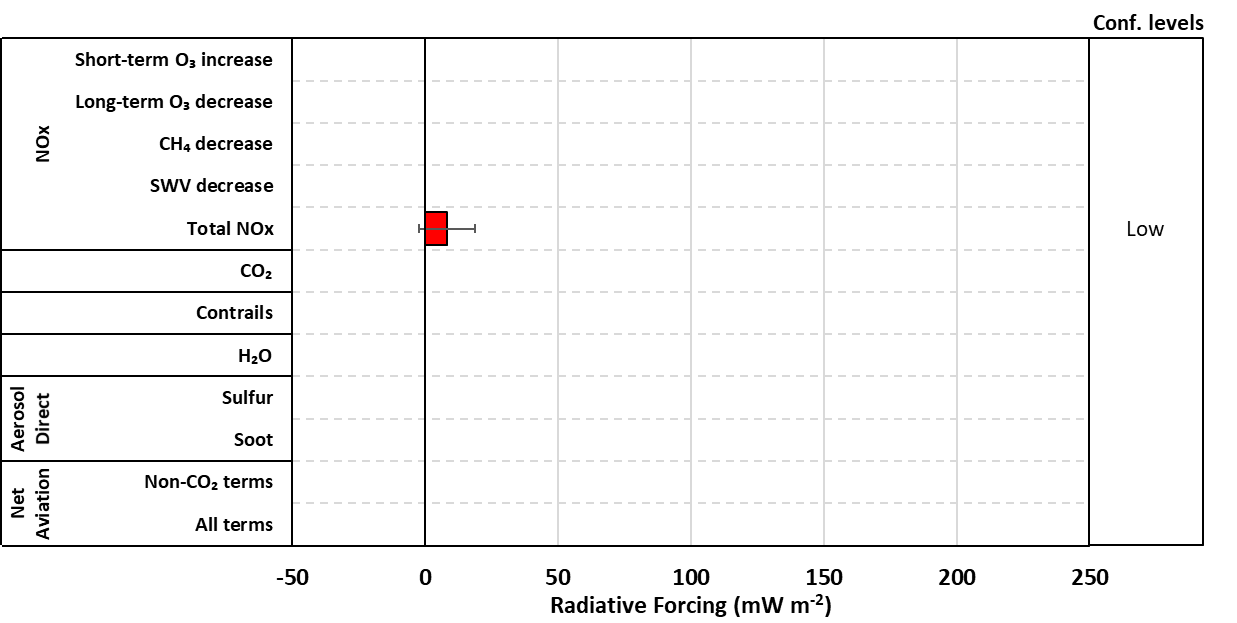 Conf. levels
NOx
Short-term O₃ increase
Long-term O₃ decrease
CH₄ decrease
SWV decrease
Total NOx
Low
CO₂
Contrails
H₂O
Aerosol
Direct
Sulfur
Soot
Net
Aviation
Non-CO₂ terms
All terms
-50 0 50 100 150 200 250
Radiative Forcing (mW m⁻²)